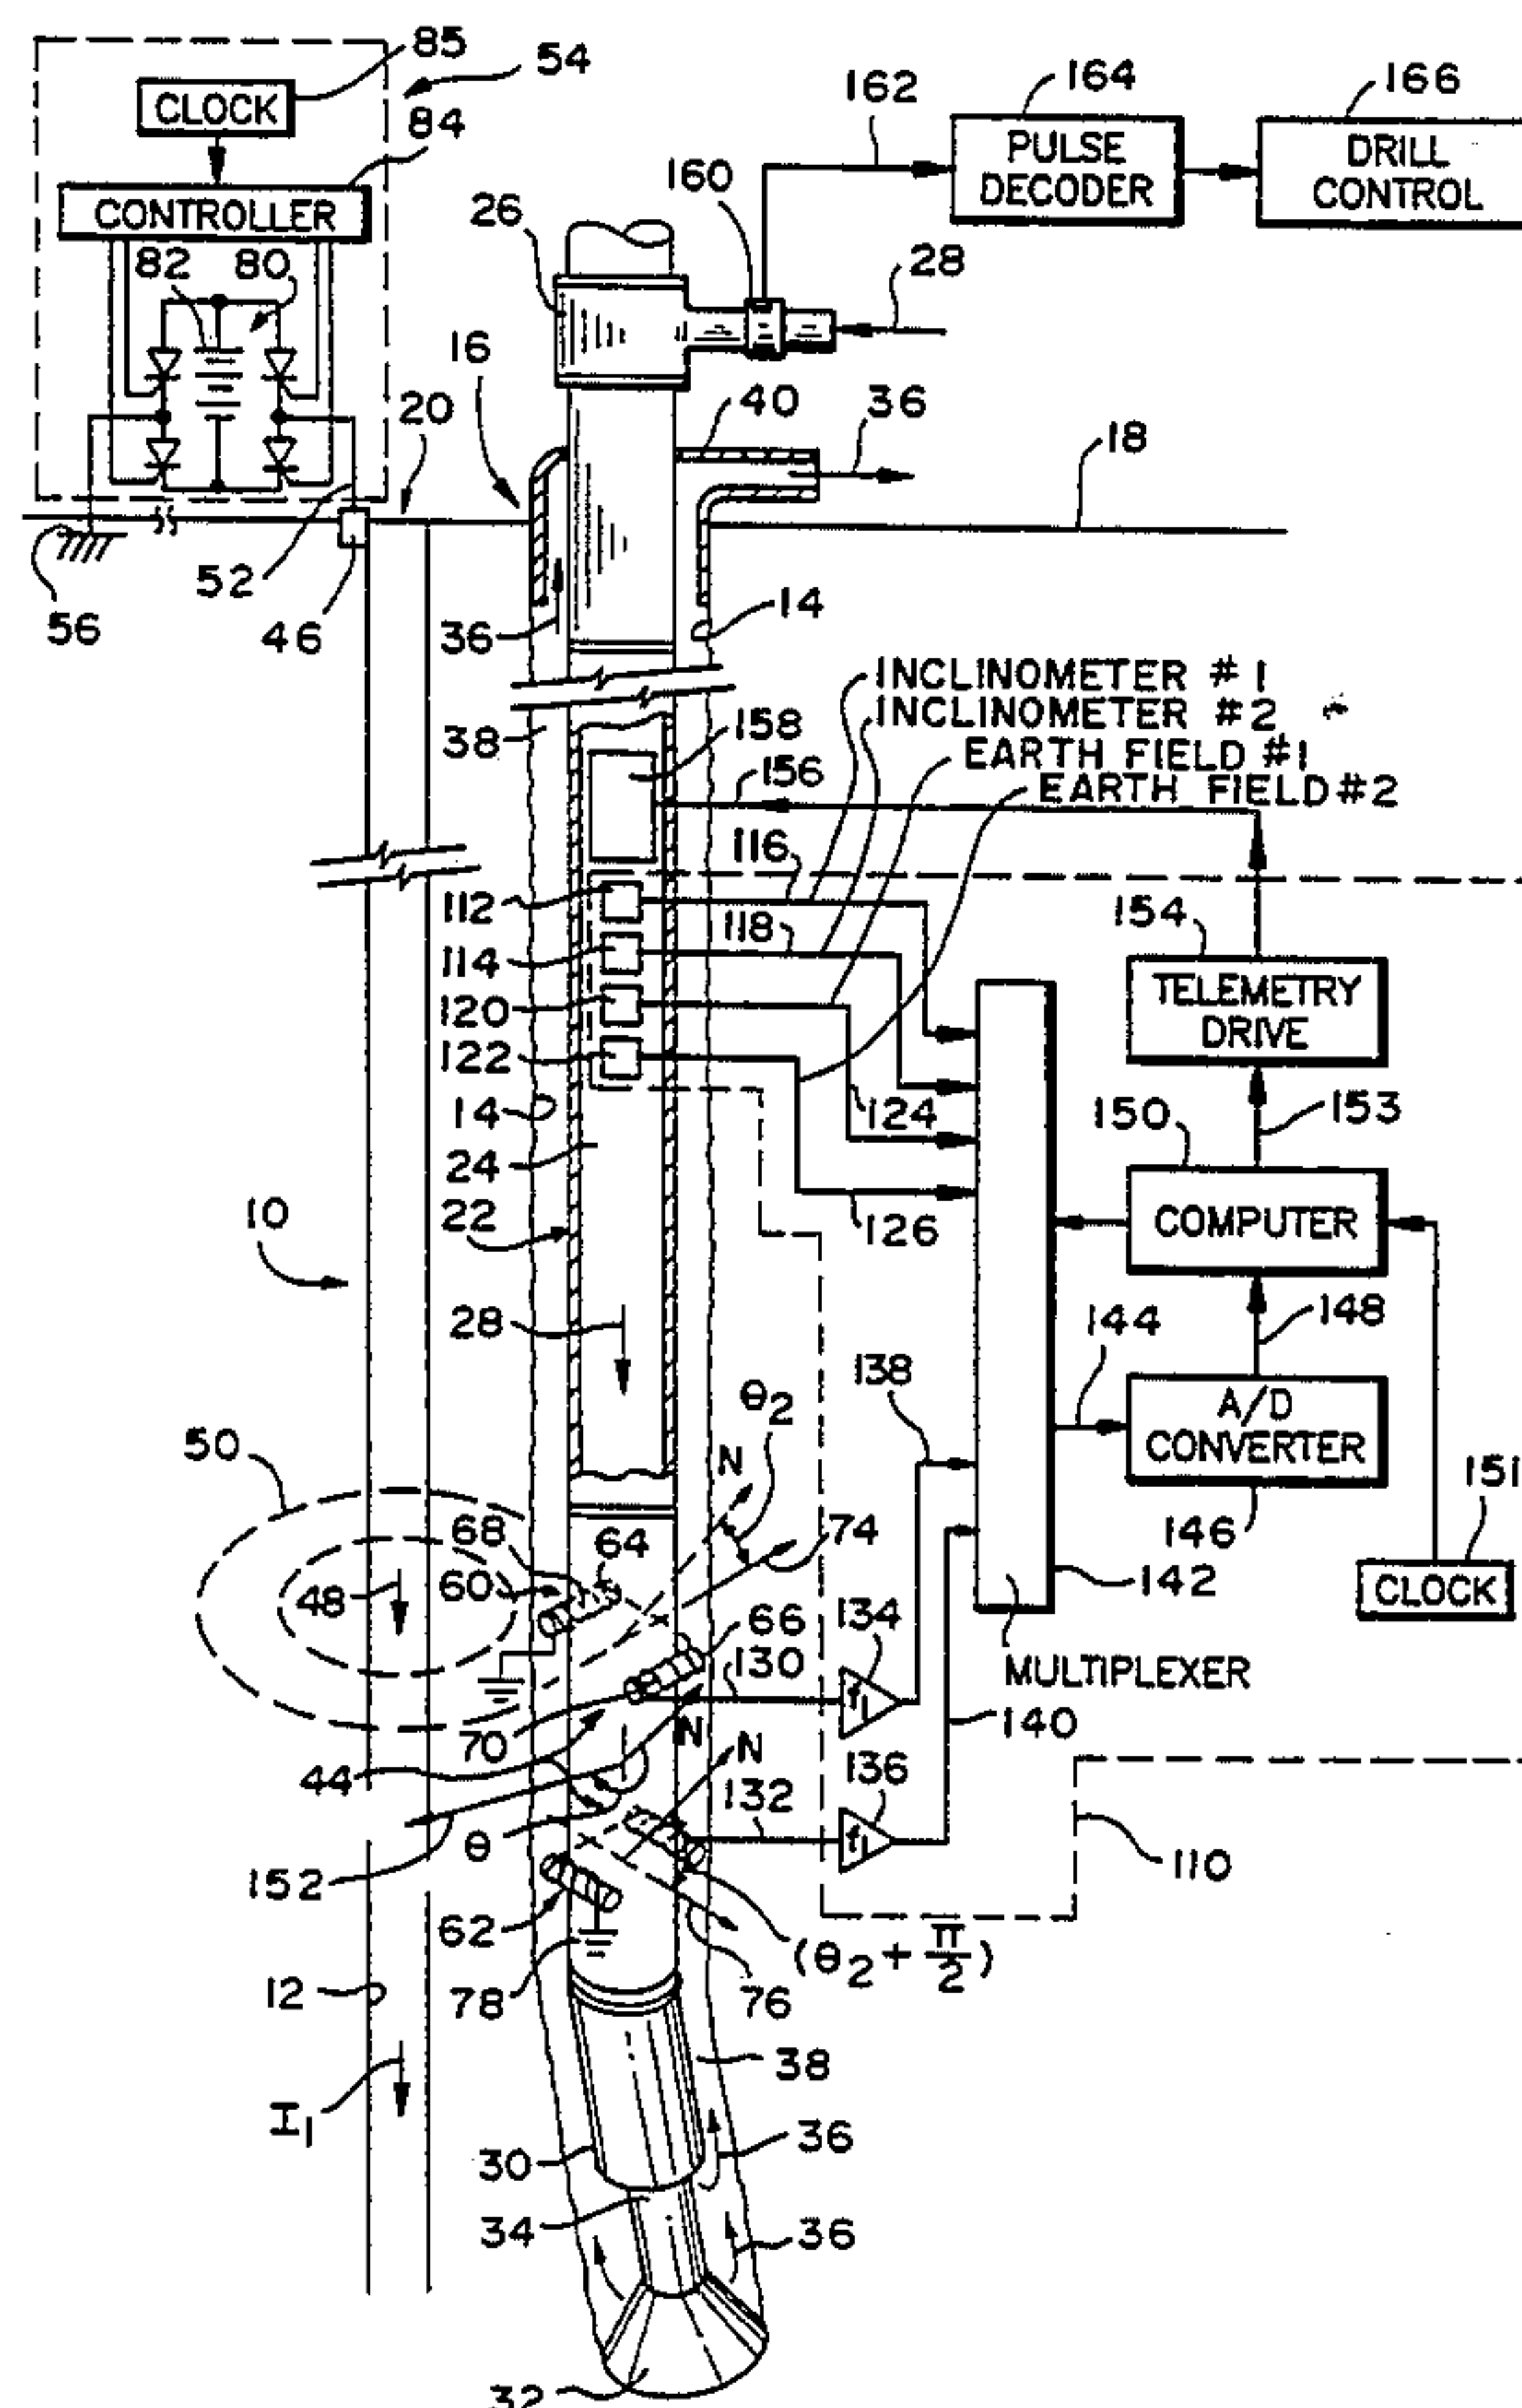 85
54
CLOCK
84
CONTROLLER
82
80
20
52
56
46
162
164
166
PULSE
DECODER
DRILL
CONTROL
160
26
28
16
40
36
18
36
14
INCLINOMETER #1
INCLINOMETER #2
EARTH FIELD #1
EARTH FIELD #2
38
158
156
116
112
118
114
120
122
154
TELEMETRY
DRIVE
14
124
150
153
24
22
126
COMPUTER
10
28
138
144
148
θ2
A/D
CONVERTER
50
N
151
68
64
74
146
60
48
142
CLOCK
66
134
130
MULTIPLEXER
f1
140
70
N
N
44
136
132
f1
θ
152
110
62
(θ2 + π/2)
12
78
76
38
I1
36
30
34
36
32